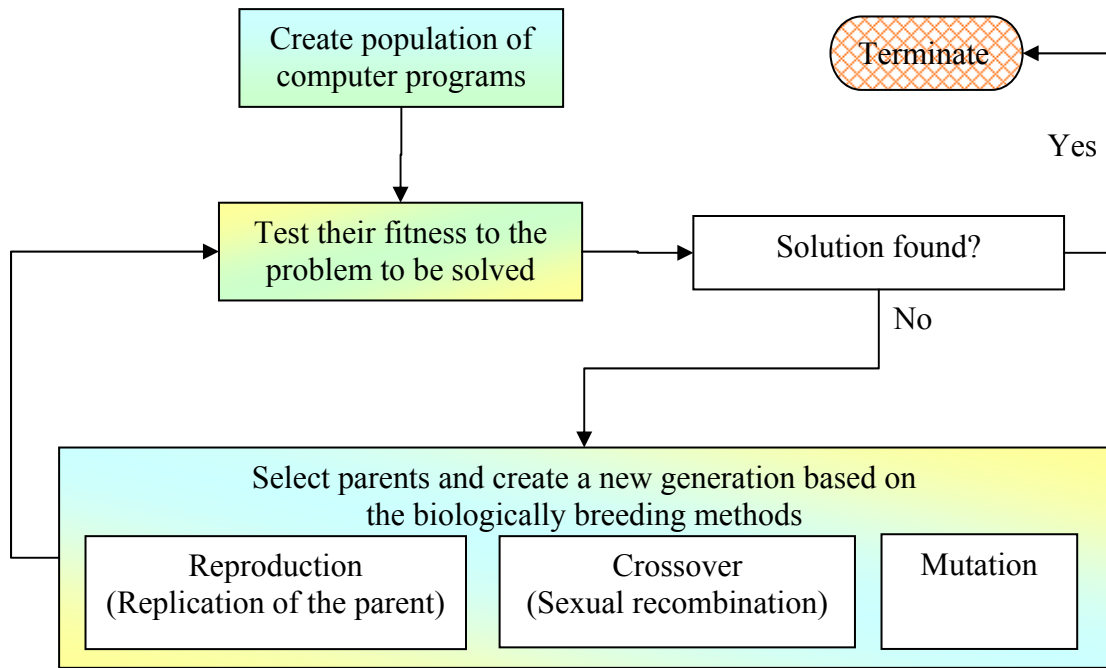 Create population of
computer programs
Terminate
Yes
Test their fitness to the
problem to be solved
Solution found?
No
Select parents and create a new generation based on
the biologically breeding methods
Reproduction
(Replication of the parent)
Crossover
(Sexual recombination)
Mutation